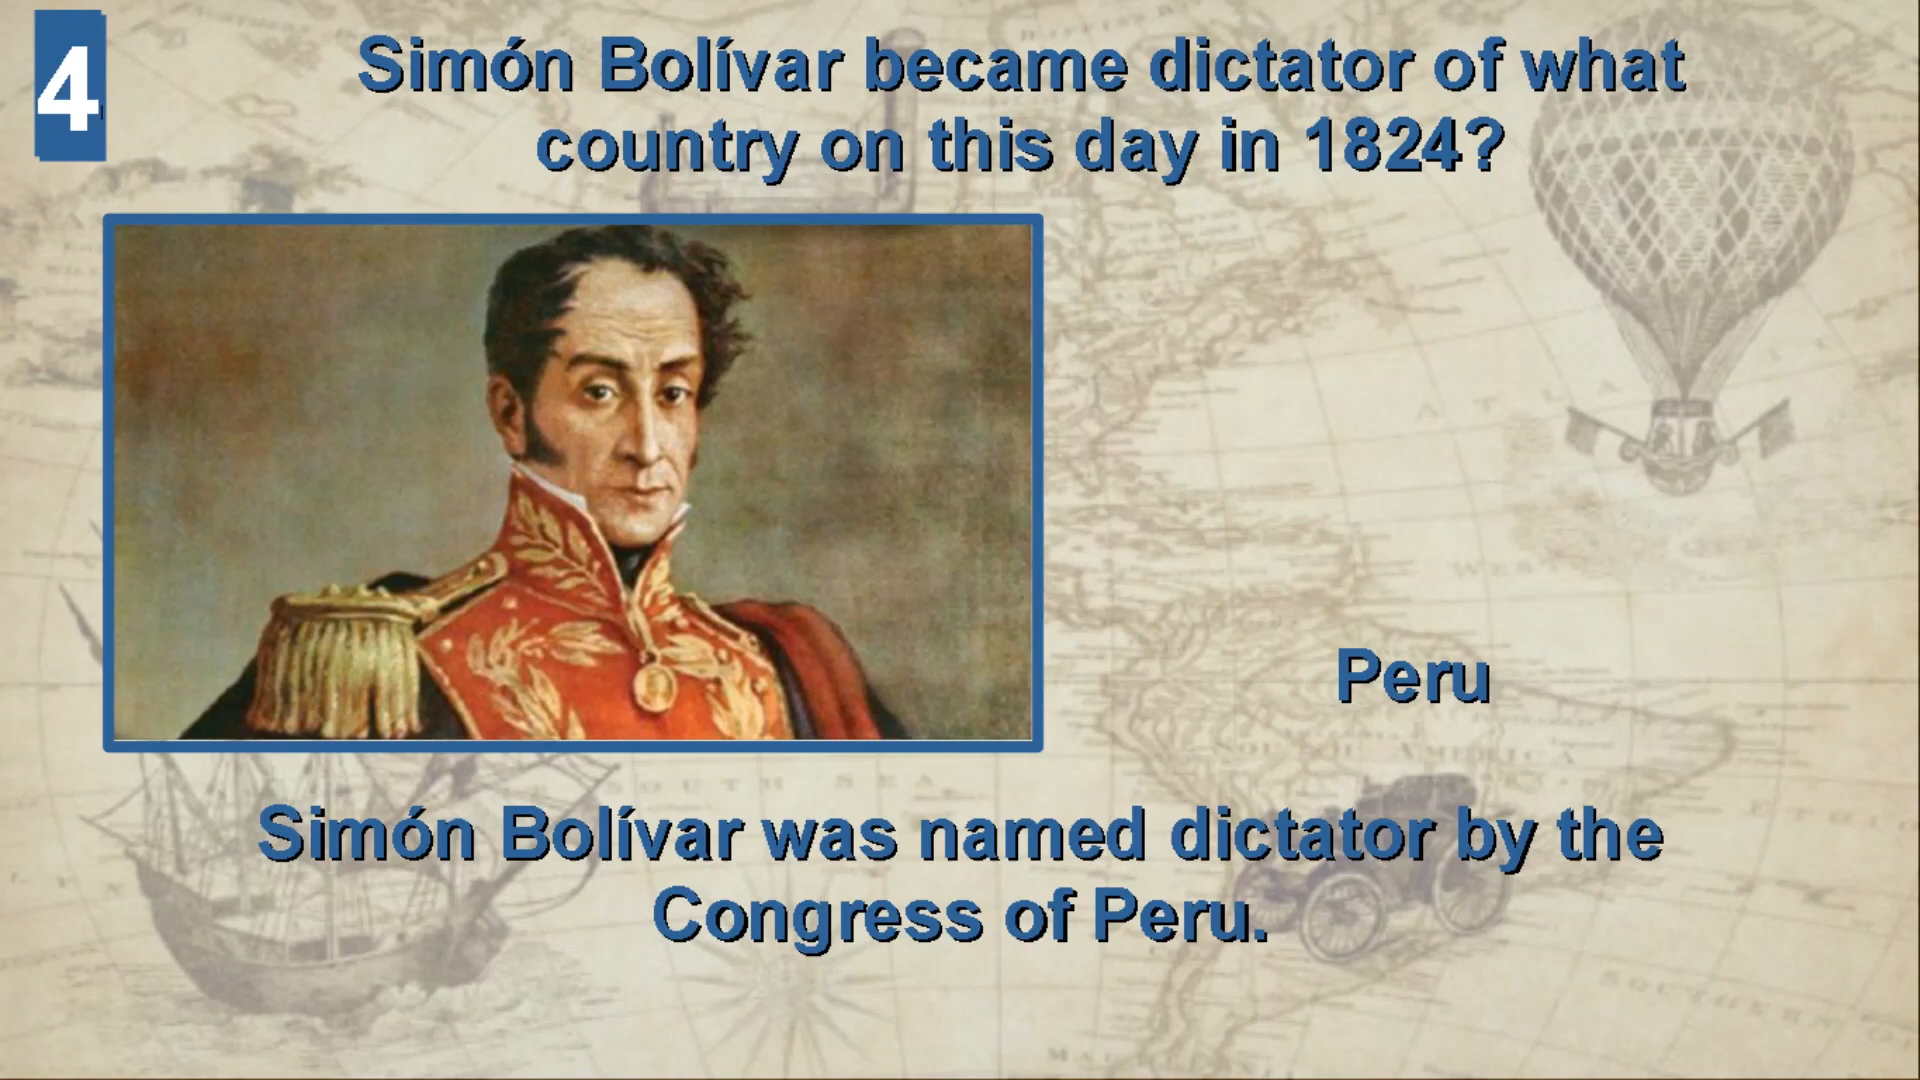 4
Simón Bolívar became dictator of what
country on this day in 1824?
Peru
Simón Bolívar was named dictator by the
Congress of Peru.